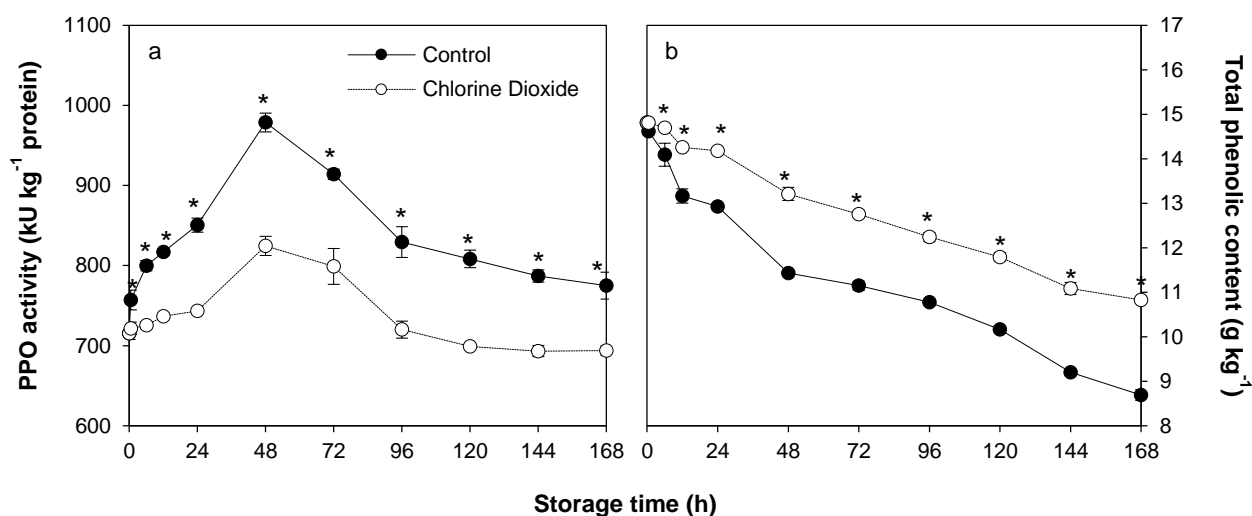 a
Control
Chlorine Dioxide
PPO activity (kU kg⁻¹ protein)
1100
1000
900
800
700
600
0 24 48 72 96 120 144 168
* * * * * * * * * *
b
* * * * * * * * * *
17
16
15
14
13
12
11
10
9
8
Total phenolic content (g kg⁻¹)
0 24 48 72 96 120 144 168
Storage time (h)